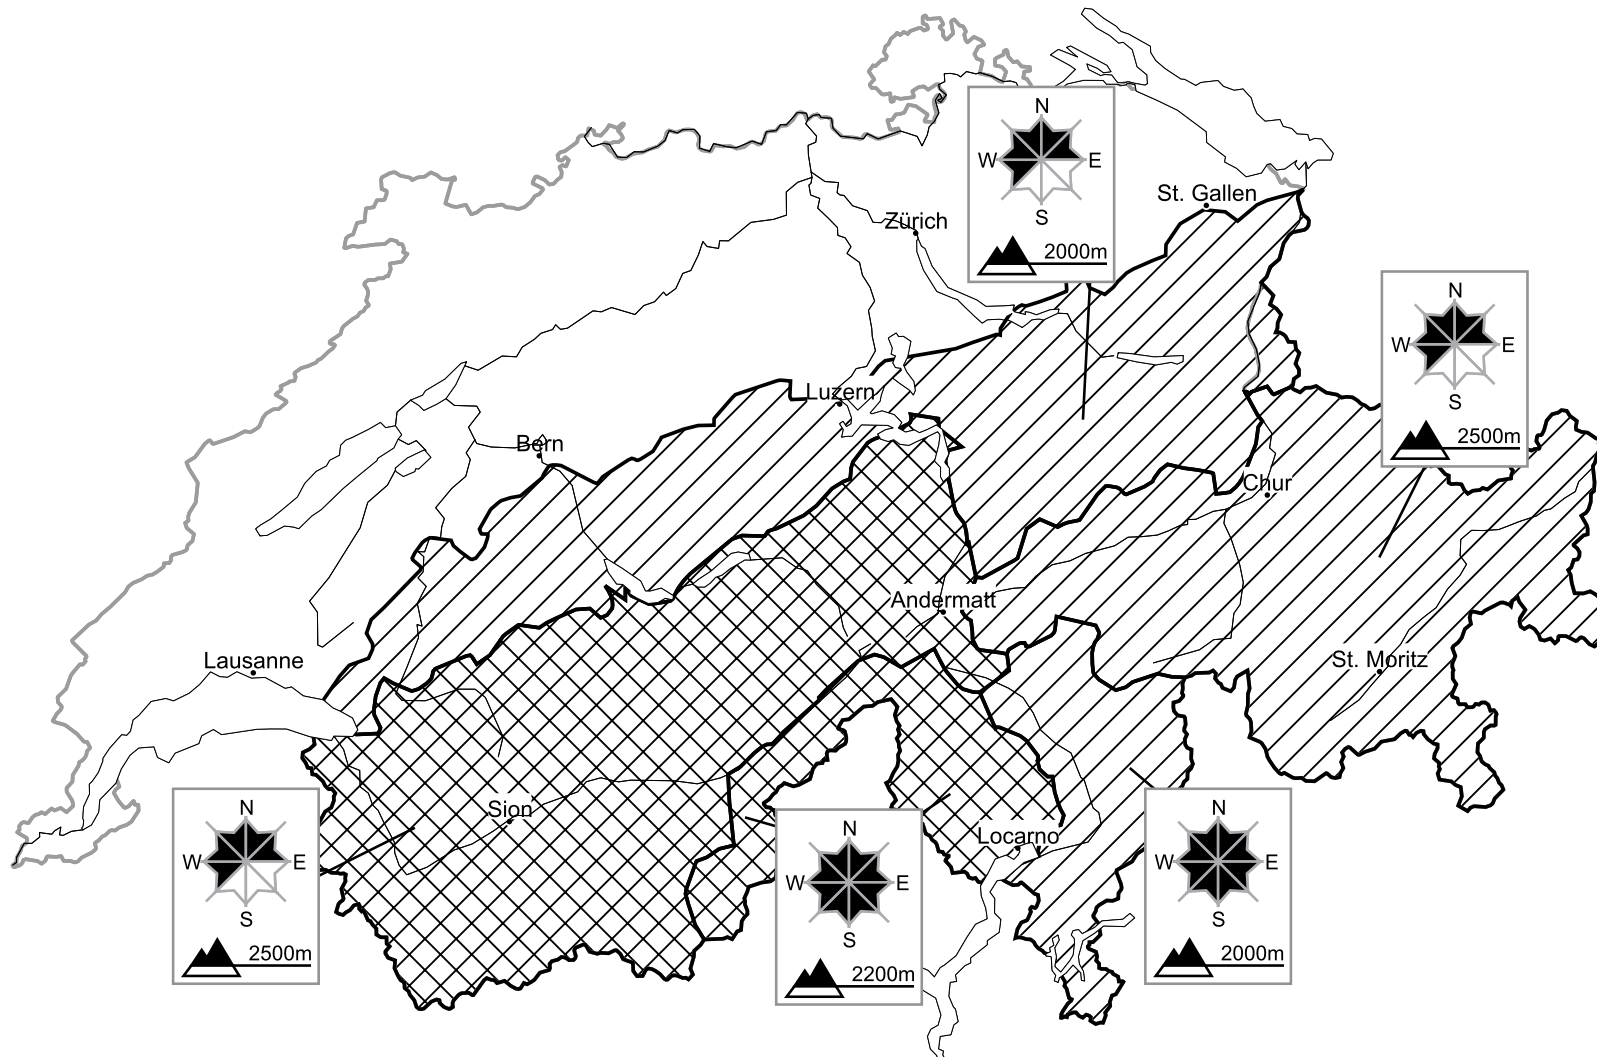 N
W E
S
2000m
St. Gallen
Zürich
N
W E
S
2500m
Luzern
Bern
Chur
Andermatt
Lausanne
St. Moritz
Sion
Locarno
N
W E
S
2500m
N
W E
S
2200m
N
W E
S
2000m